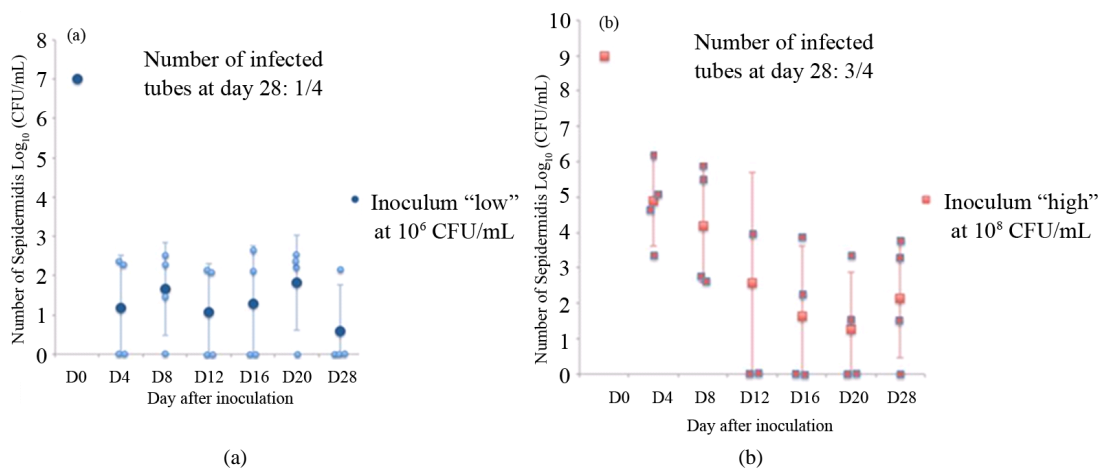 (a)
Number of infected
tubes at day 28: 1/4
Number of Sepidermidis Log₁₀ (CFU/mL)
8
7
6
5
4
3
2
1
0
D0 D4 D8 D12 D16 D20 D28
Day after inoculation
Inoculum “low”
at 10⁶ CFU/mL
(a)
(b)
Number of infected
tubes at day 28: 3/4
Number of Sepidermidis Log₁₀ (CFU/mL)
10
9
8
7
6
5
4
3
2
1
0
D0 D4 D8 D12 D16 D20 D28
Day after inoculation
Inoculum “high”
at 10⁸ CFU/mL
(b)